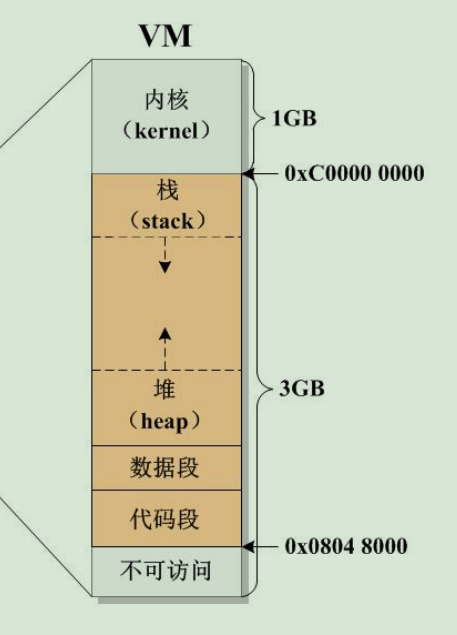 VM
内核
（kernel）
1GB
0xC0000 0000
栈
（stack）
堆
（heap）
3GB
数据段
代码段
0x0804 8000
不可访问